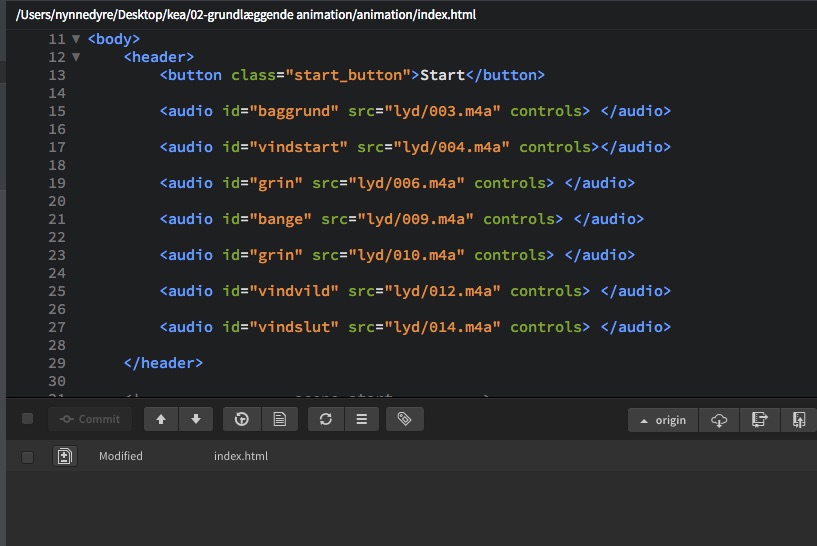 /Users/nynnedyre/Desktop/kea/02-grundlæggende animation/animation/index.html
11 ▼ <body>
12 ▼ <header>
13 <button class="start_button">Start</button>
14
15 <audio id="baggrund" src="lyd/003.m4a" controls> </audio>
16
17 <audio id="vindstart" src="lyd/004.m4a" controls></audio>
18
19 <audio id="grin" src="lyd/006.m4a" controls> </audio>
20
21 <audio id="bange" src="lyd/009.m4a" controls> </audio>
22
23 <audio id="grin" src="lyd/010.m4a" controls> </audio>
24
25 <audio id="vindvild" src="lyd/012.m4a" controls> </audio>
26
27 <audio id="vindslut" src="lyd/014.m4a" controls> </audio>
28
29 </header>
30
Commit
origin
Modified index.html